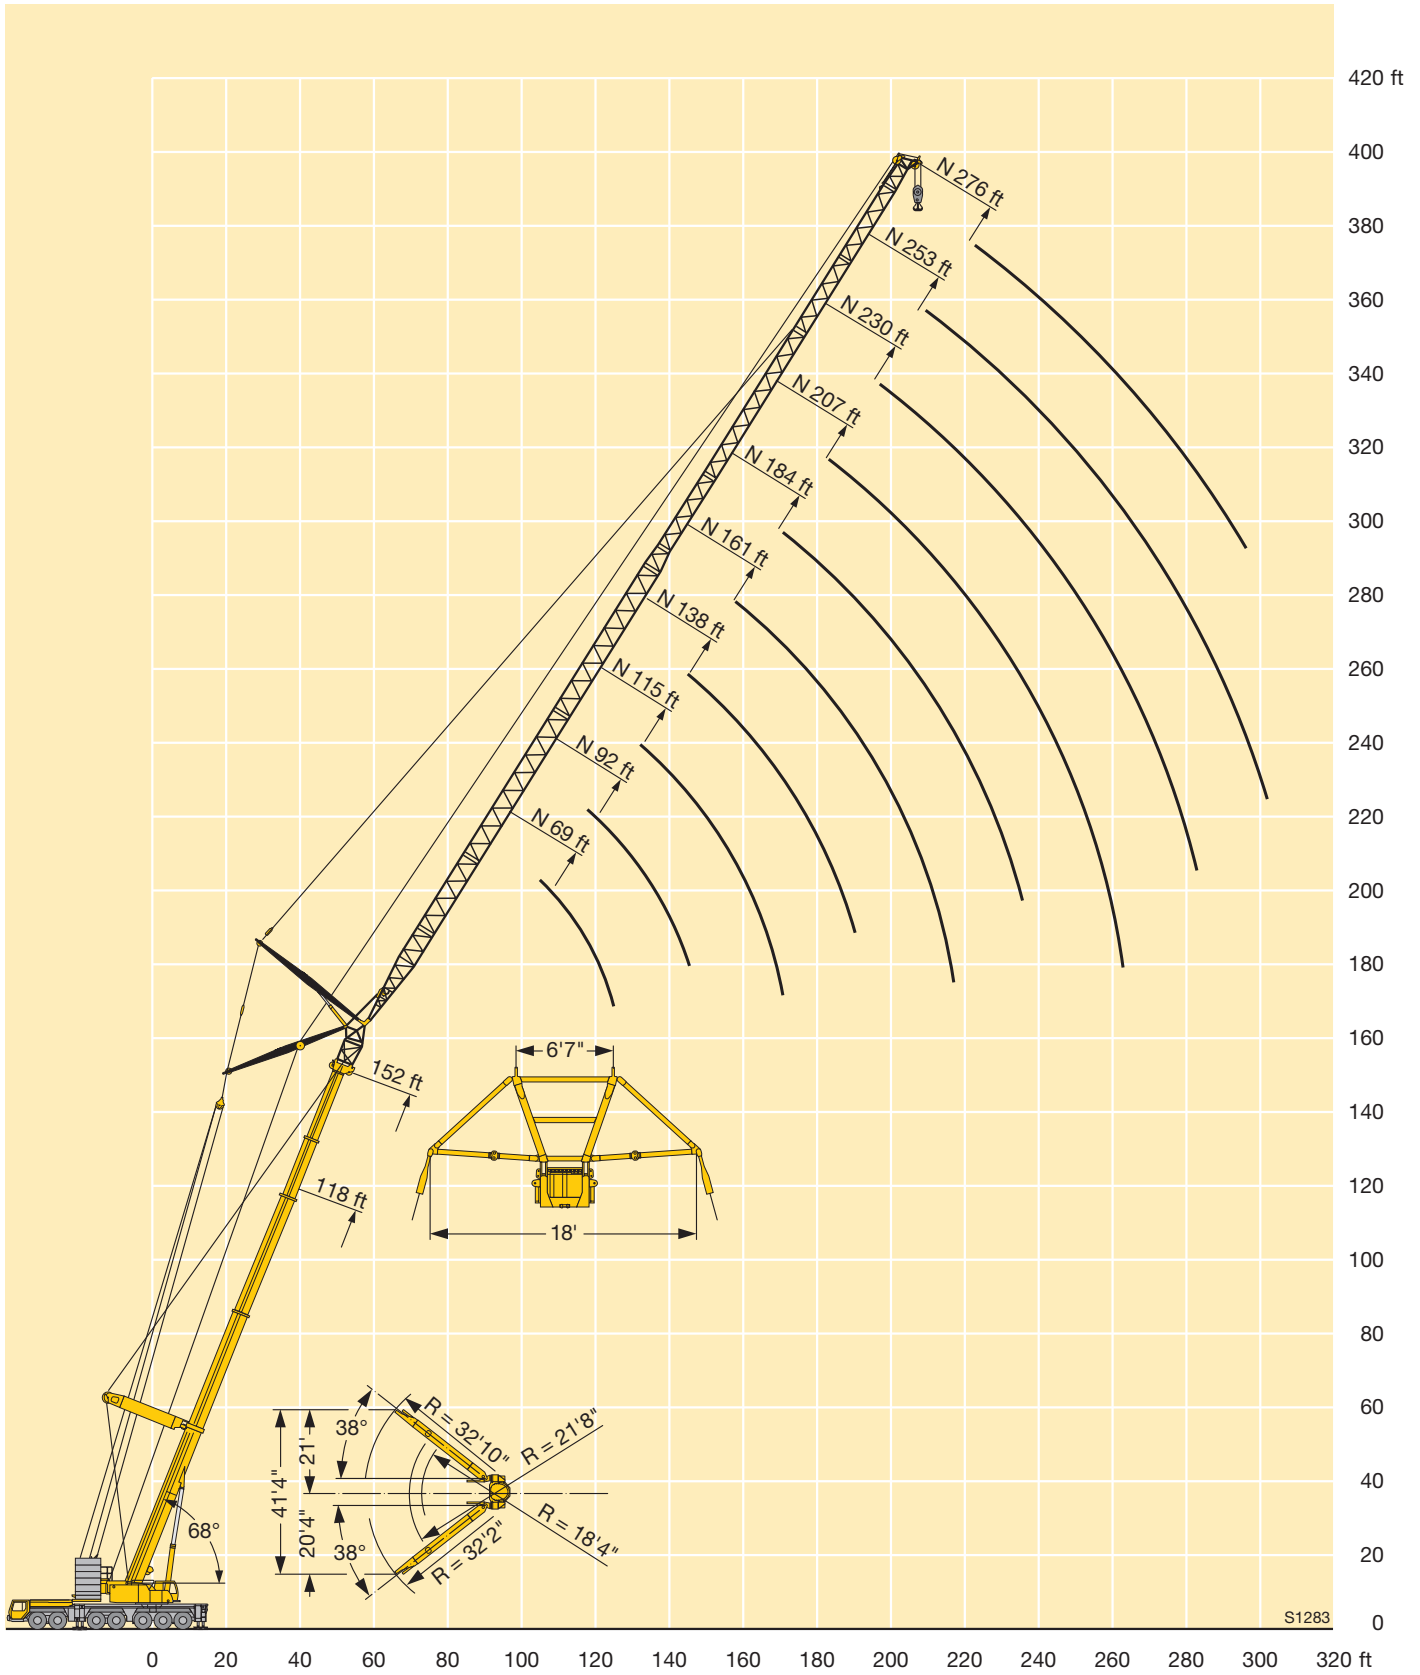 420 ft
400
380
360
340
320
300
280
260
240
220
200
180
160
140
120
100
80
60
40
20
0
N 276 ft
N 253 ft
N 230 ft
N 207 ft
N 184 ft
N 161 ft
N 138 ft
N 115 ft
N 92 ft
N 69 ft
152 ft
118 ft
6'7"
18'
68°
41'4"
21'
20'4"
38°
38°
R = 32'10"
R = 21'8"
R = 18'4"
R = 32'2"
S1283
0 20 40 60 80 100 120 140 160 180 200 220 240 260 280 300 320 ft